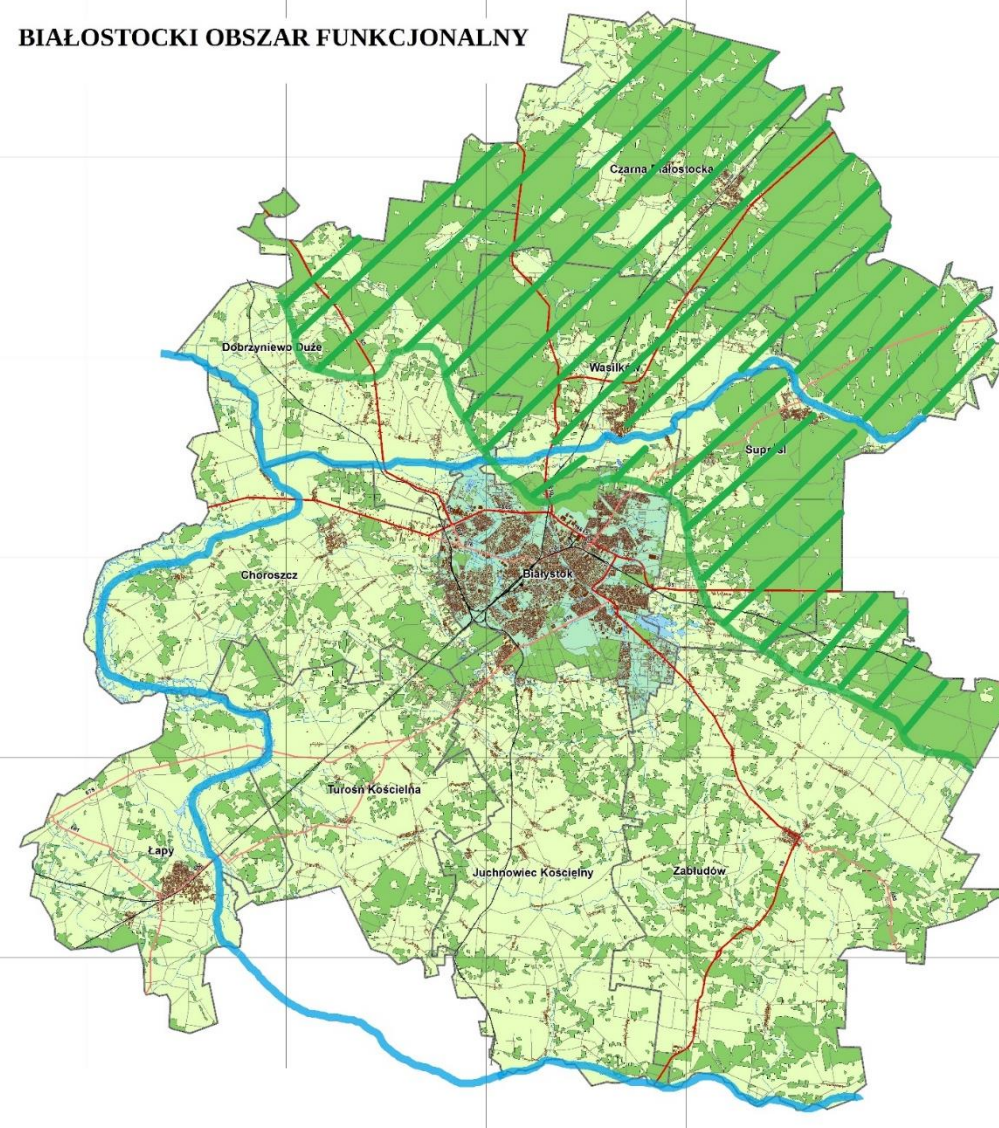 BIAŁOSTOCKI OBSZAR FUNKCJONALNY
Czarna Białostocka
Dobrzyniewo Duże
Wasilków
Supraśl
Choroszcz
Białystok
Turośń Kościelna
Łapy
Juchnowiec Kościelny
Zabłudów